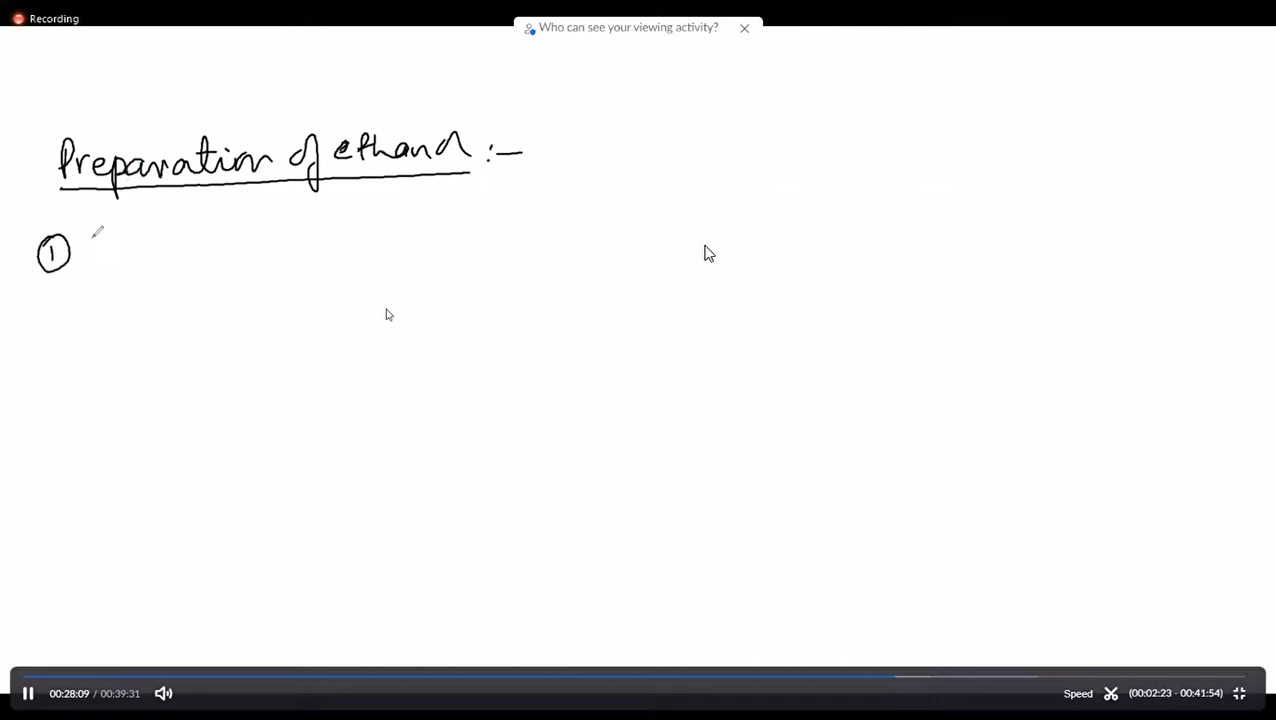 Recording
Who can see your viewing activity?
Preparation of ethanol :-
①
00:28:09 / 00:39:31
Speed
(00:02:23 - 00:41:54)